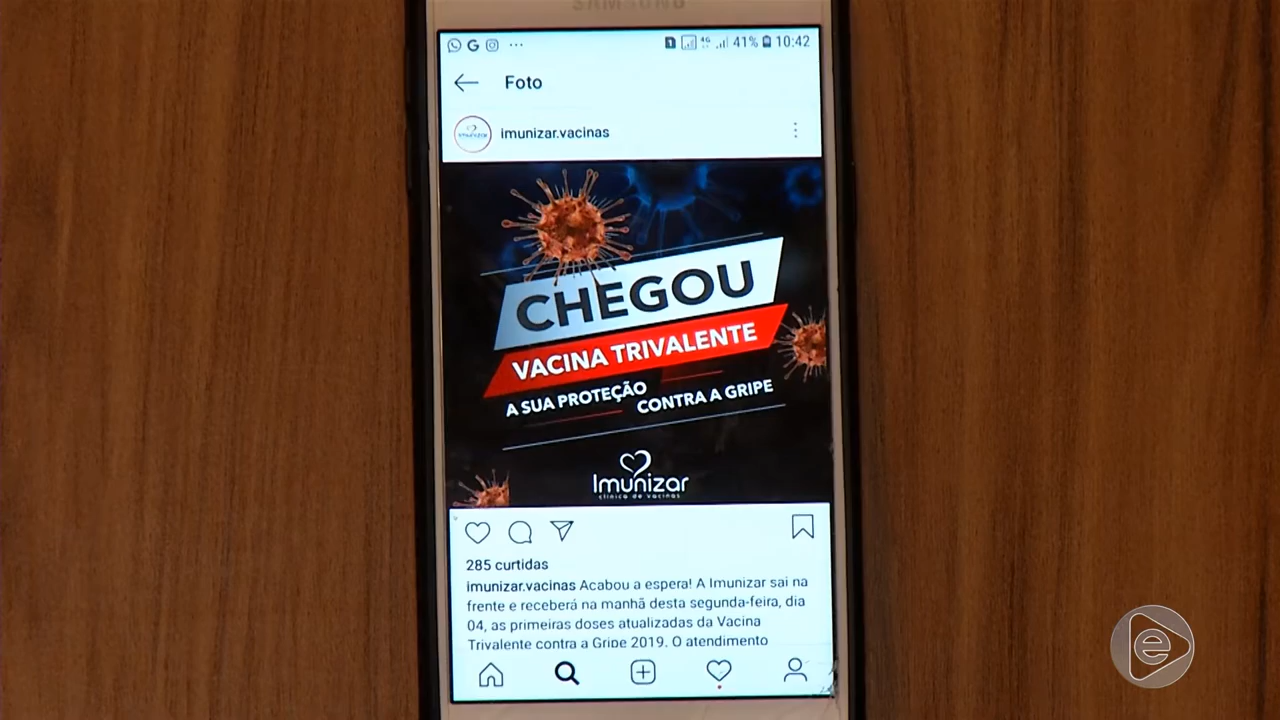 SAMSUNG
41% 10:42
Foto
imunizar.vacinas
CHEGOU
VACINA TRIVALENTE
A SUA PROTEÇÃO
CONTRA A GRIPE
Imunizar
clínica de vacinas
285 curtidas
imunizar.vacinas Acabou a espera! A Imunizar sai na
frente e receberá na manhã desta segunda-feira, dia
04, as primeiras doses atualizadas da Vacina
Trivalente contra a Gripe 2019. O atendimento
e